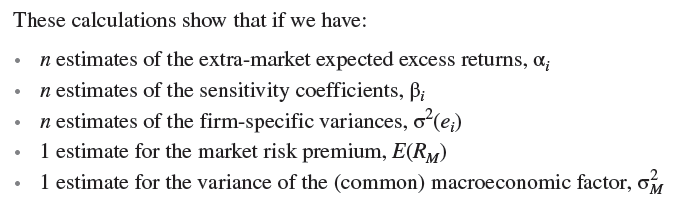 These calculations show that if we have:
• n estimates of the extra-market expected excess returns, αᵢ
• n estimates of the sensitivity coefficients, βᵢ
• n estimates of the firm-specific variances, σ²(eᵢ)
• 1 estimate for the market risk premium, E(R_M)
• 1 estimate for the variance of the (common) macroeconomic factor, σ²_M